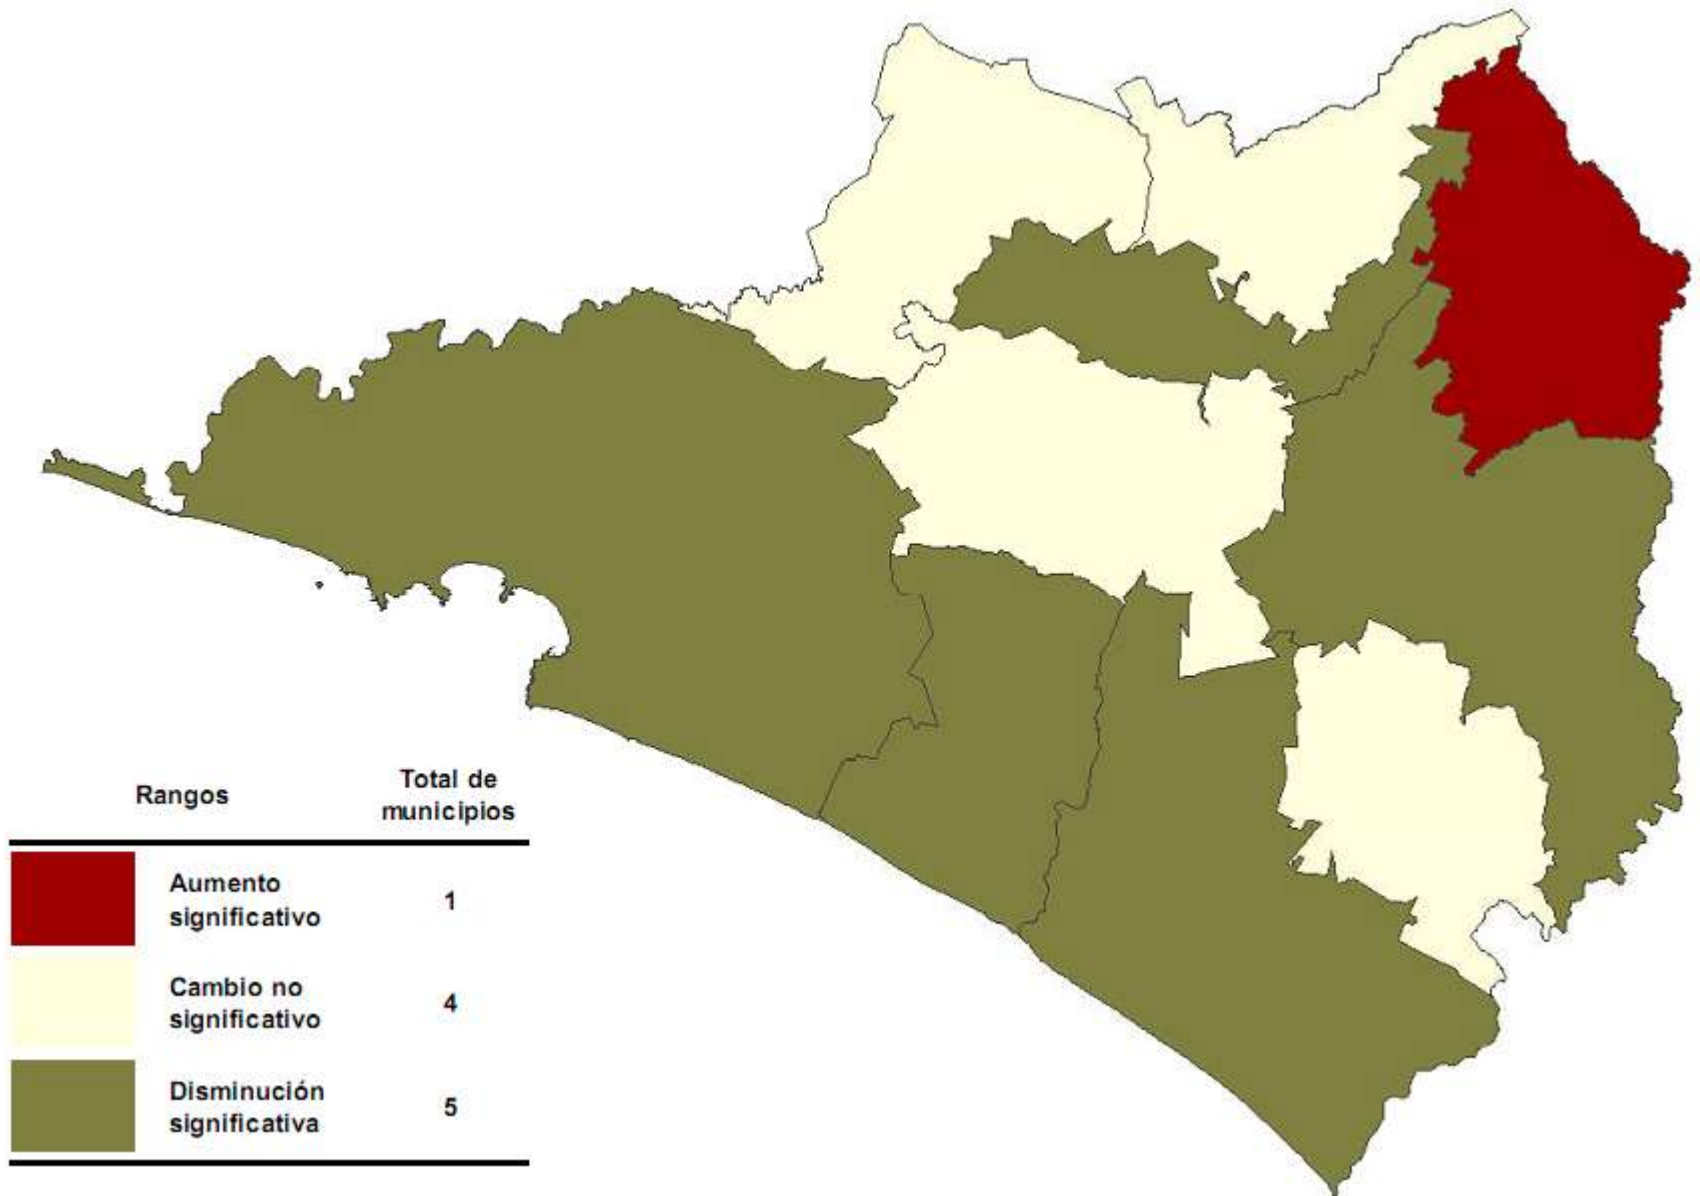 Rangos
Total de
municipios
Aumento
significativo
1
Cambio no
significativo
4
Disminución
significativa
5